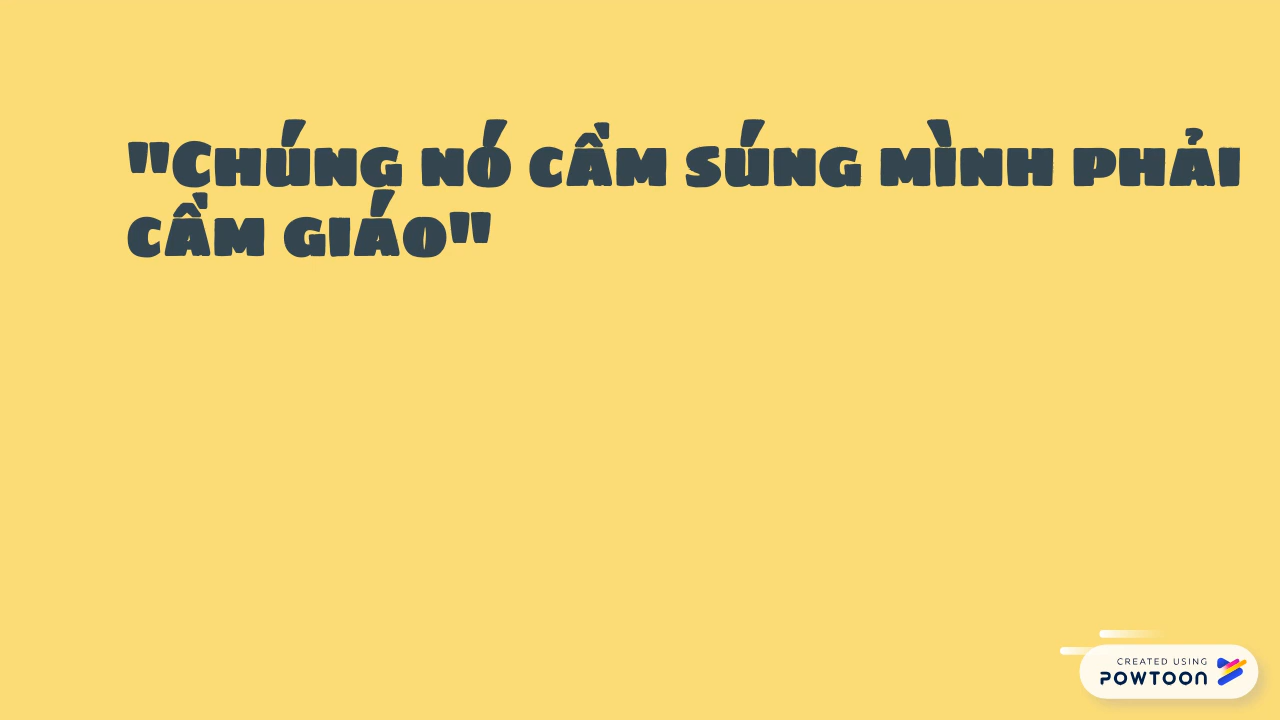 "Chúng nó cầm súng mình phải
cầm giáo"
CREATED USING
POWTOON